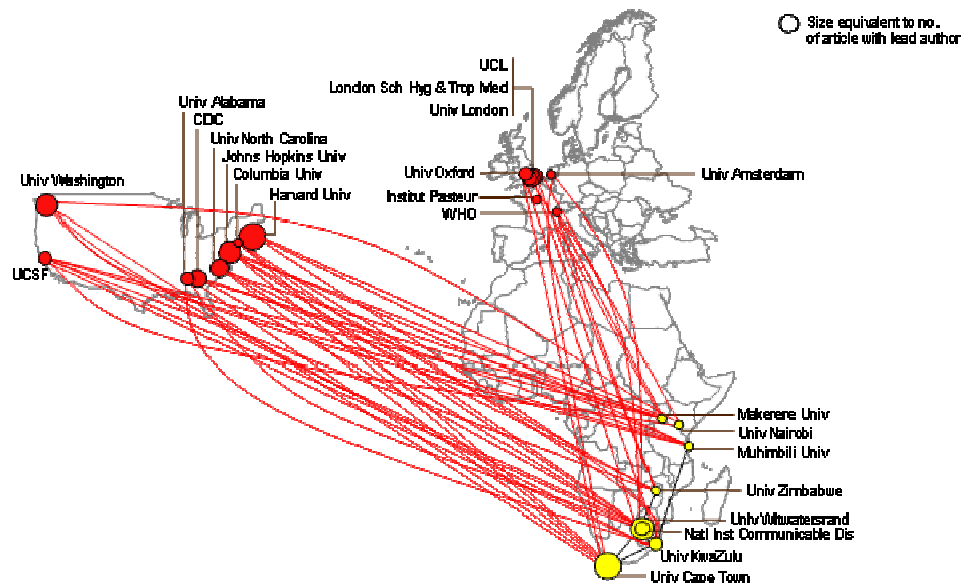 Size equivalent to no.
of article with lead author
UCL
London Sch Hyg & Trop Med
Univ London
Univ Alabama
CDC
Univ North Carolina
Johns Hopkins Univ
Columbia Univ
Harvard Univ
Univ Washington
Univ Oxford
Univ Amsterdam
Institut Pasteur
WHO
UCSF
Makerere Univ
Univ Nairobi
Muhimbili Univ
Univ Zimbabwe
Univ Witwatersrand
Natl Inst Communicable Dis
Univ KwaZulu
Univ Cape Town